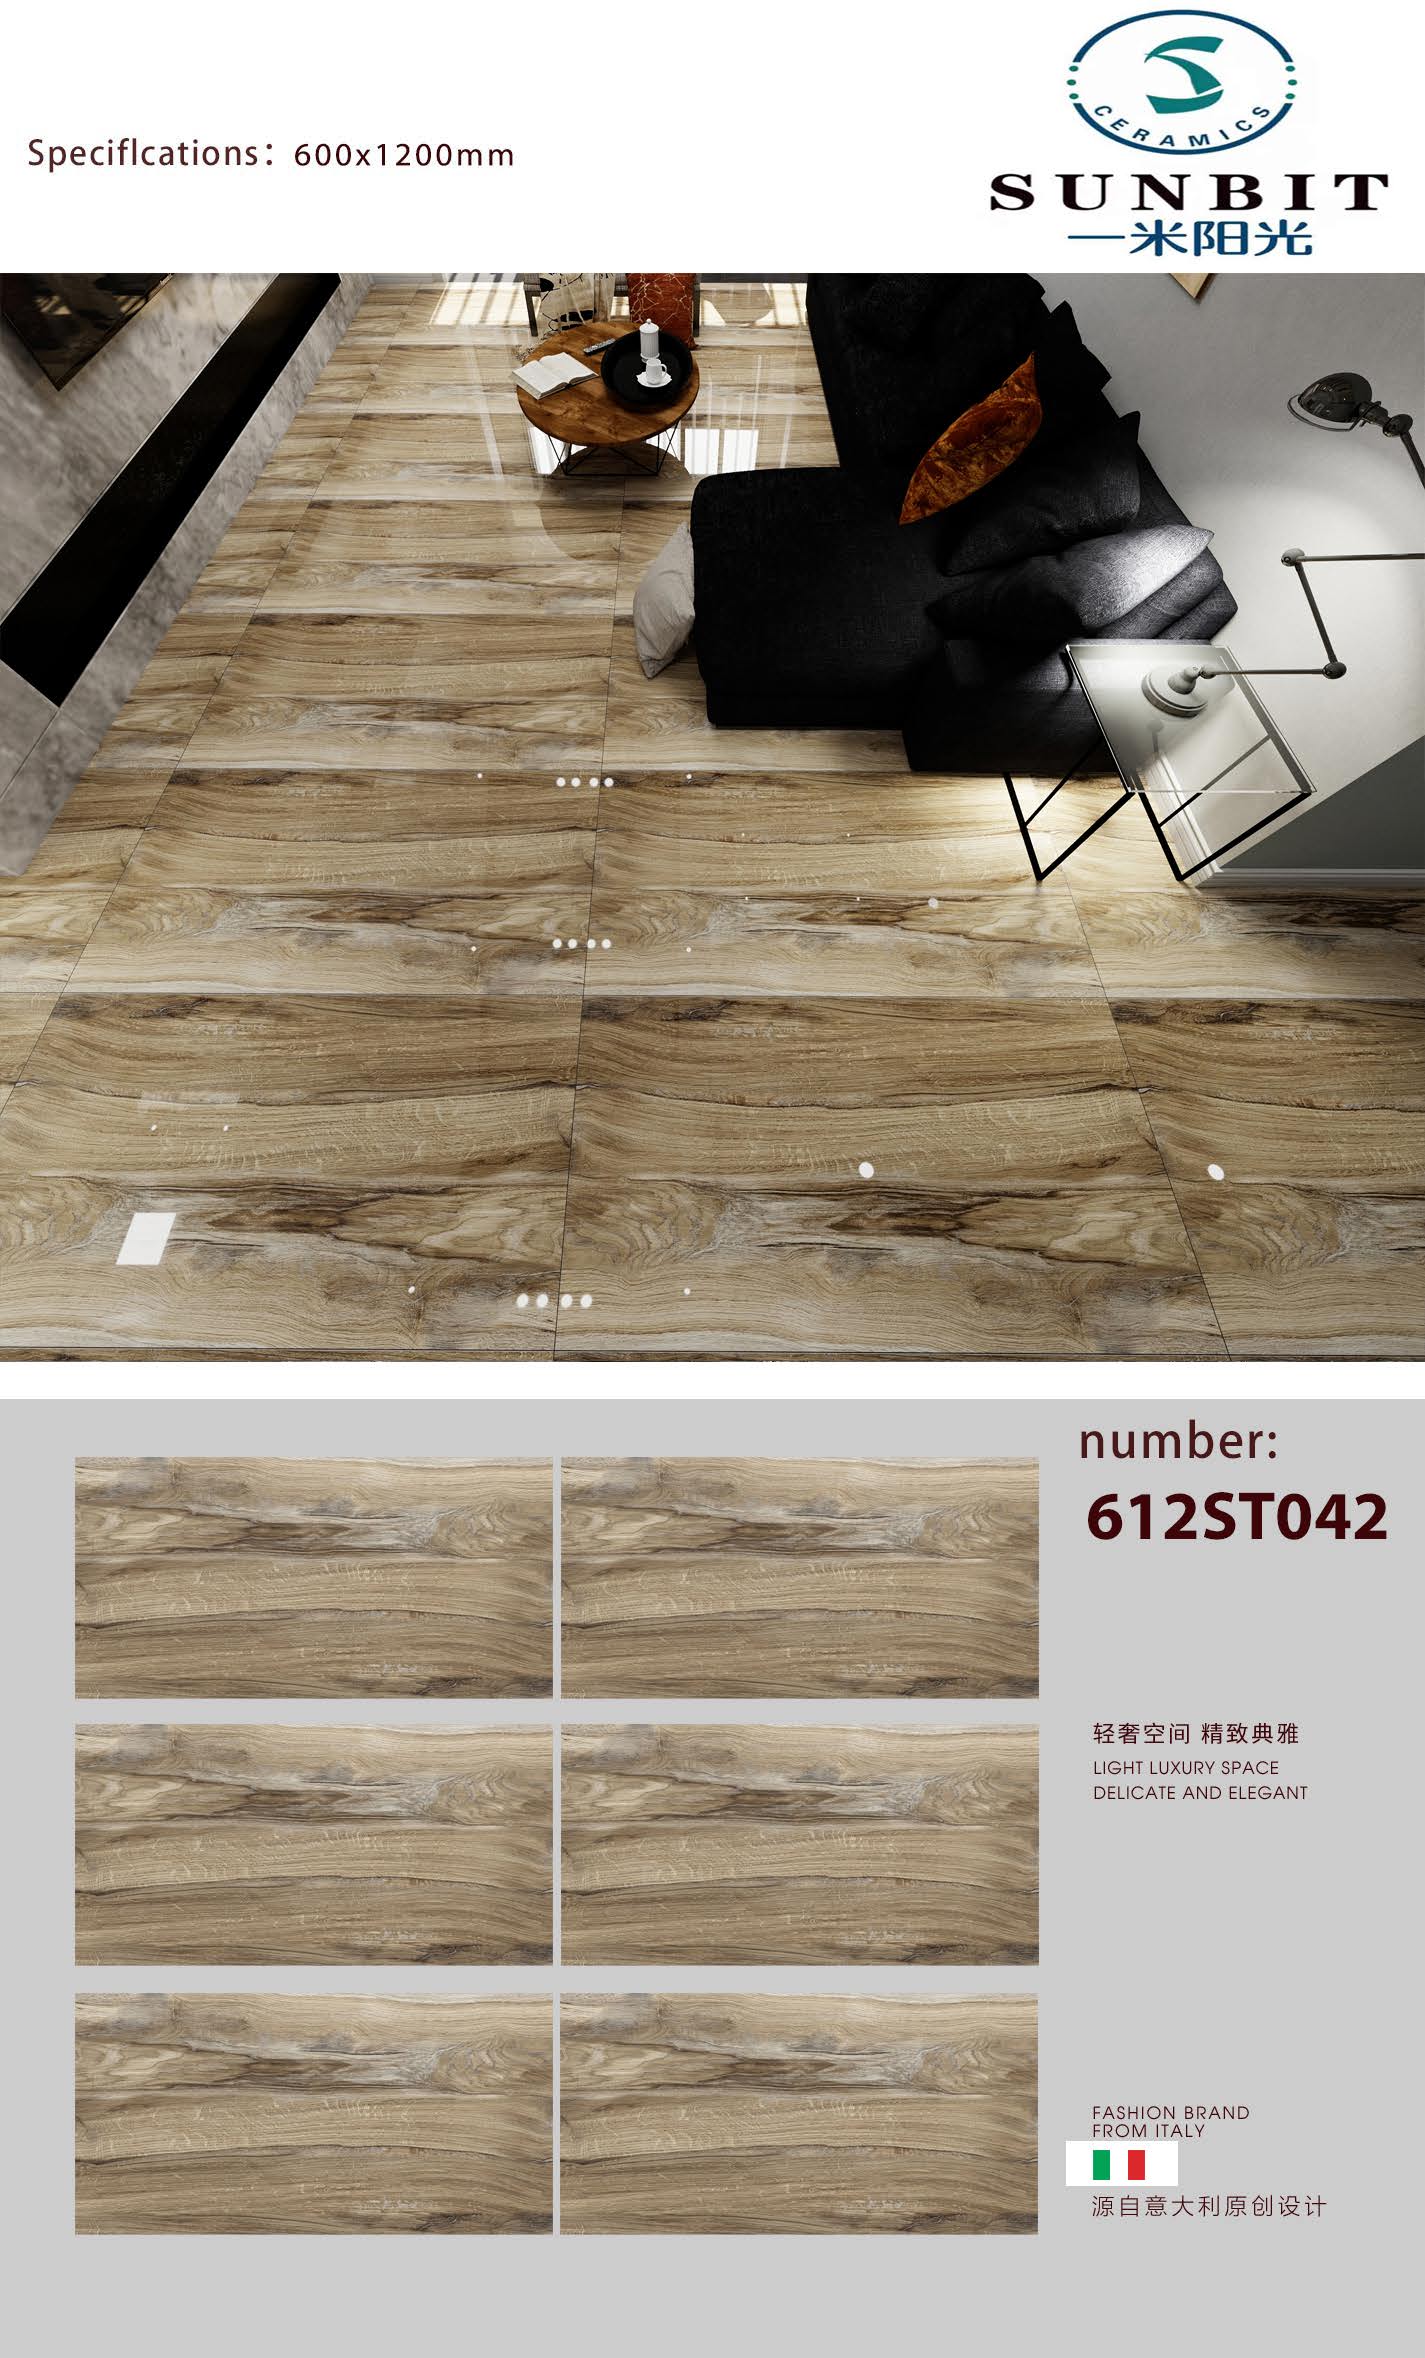 CERAMICS
SUNBIT
一米阳光
Speciflcations： 600x1200mm
number:
612ST042
轻奢空间 精致典雅
LIGHT LUXURY SPACE
DELICATE AND ELEGANT
FASHION BRAND
FROM ITALY
源自意大利原创设计